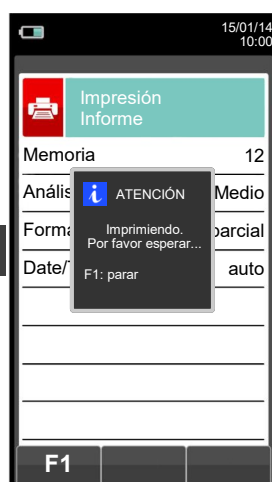 15/01/14
10:00
Impresión
Informe
Memoria 12
Anális Medio
Forma parcial
Date/ auto
i ATENCIÓN
Imprimiendo.
Por favor esperar...
F1: parar
F1